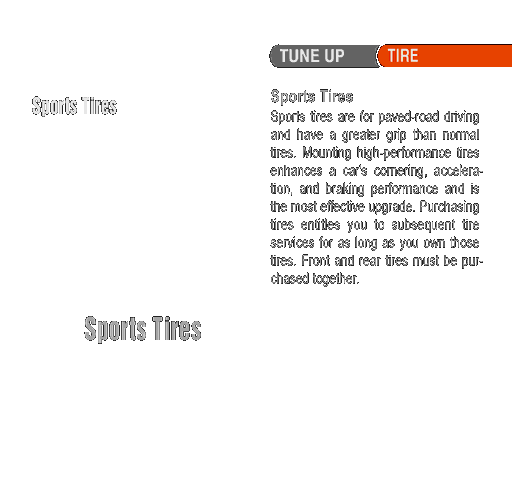 TUNE UP TIRE
Sports Tires
Sports Tires
Sports tires are for paved-road driving
and have a greater grip than normal
tires. Mounting high-performance tires
enhances a car's cornering, accelera-
tion, and braking performance and is
the most effective upgrade. Purchasing
tires entitles you to subsequent tire
services for as long as you own those
tires. Front and rear tires must be pur-
chased together.
Sports Tires